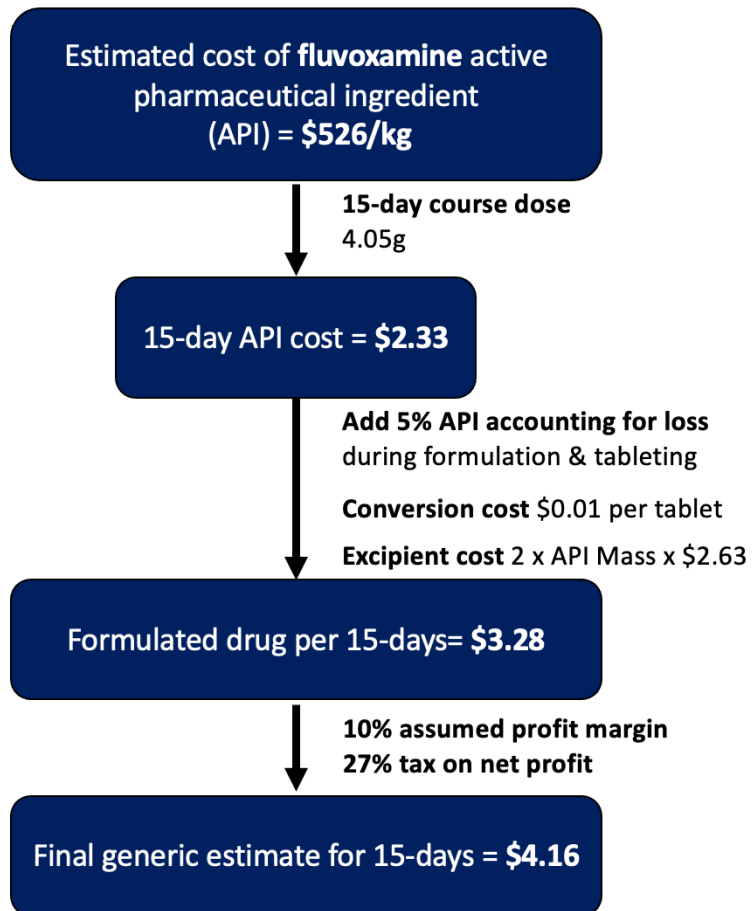 Estimated cost of fluvoxamine active
pharmaceutical ingredient
(API) = $526/kg
15-day course dose
4.05g
15-day API cost = $2.33
Add 5% API accounting for loss
during formulation & tableting
Conversion cost $0.01 per tablet
Excipient cost 2 x API Mass x $2.63
Formulated drug per 15-days= $3.28
10% assumed profit margin
27% tax on net profit
Final generic estimate for 15-days = $4.16